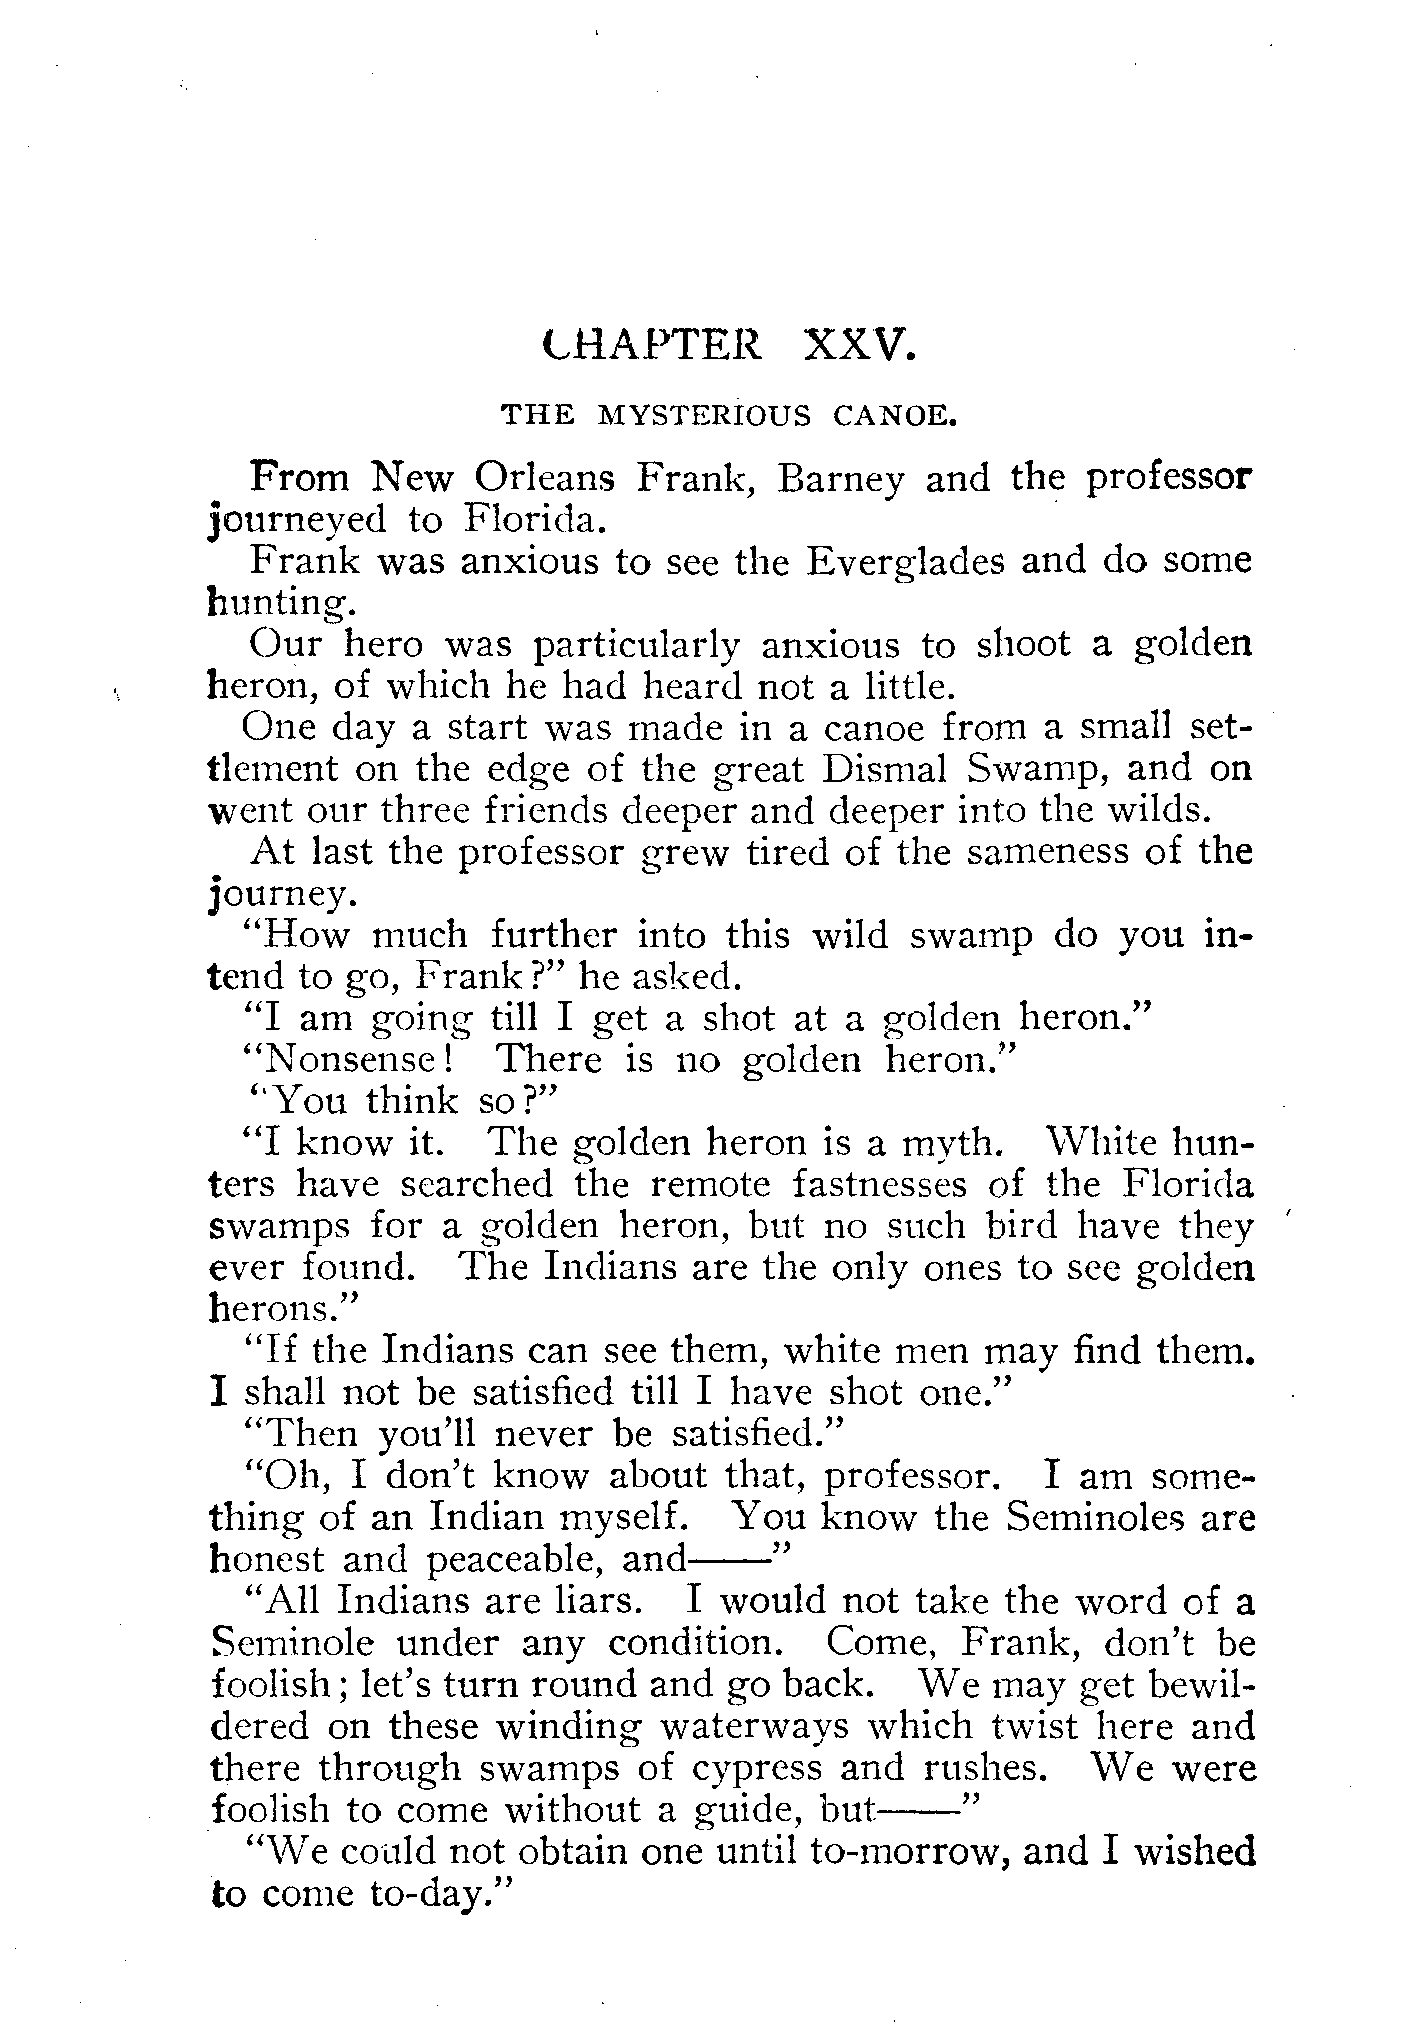 CHAPTER XXV.
THE MYSTERIOUS CANOE.
From New Orleans Frank, Barney and the professor
journeyed to Florida.
Frank was anxious to see the Everglades and do some
hunting.
Our hero was particularly anxious to shoot a golden
heron, of which he had heard not a little.
One day a start was made in a canoe from a small set-
tlement on the edge of the great Dismal Swamp, and on
went our three friends deeper and deeper into the wilds.
At last the professor grew tired of the sameness of the
journey.
"How much further into this wild swamp do you in-
tend to go, Frank?" he asked.
"I am going till I get a shot at a golden heron."
"Nonsense! There is no golden heron."
"You think so?"
"I know it. The golden heron is a myth. White hun-
ters have searched the remote fastnesses of the Florida
swamps for a golden heron, but no such bird have they
ever found. The Indians are the only ones to see golden
herons."
"If the Indians can see them, white men may find them.
I shall not be satisfied till I have shot one."
"Then you'll never be satisfied."
"Oh, I don't know about that, professor. I am some-
thing of an Indian myself. You know the Seminoles are
honest and peaceable, and——"
"All Indians are liars. I would not take the word of a
Seminole under any condition. Come, Frank, don't be
foolish; let's turn round and go back. We may get bewil-
dered on these winding waterways which twist here and
there through swamps of cypress and rushes. We were
foolish to come without a guide, but——"
"We could not obtain one until to-morrow, and I wished
to come to-day."